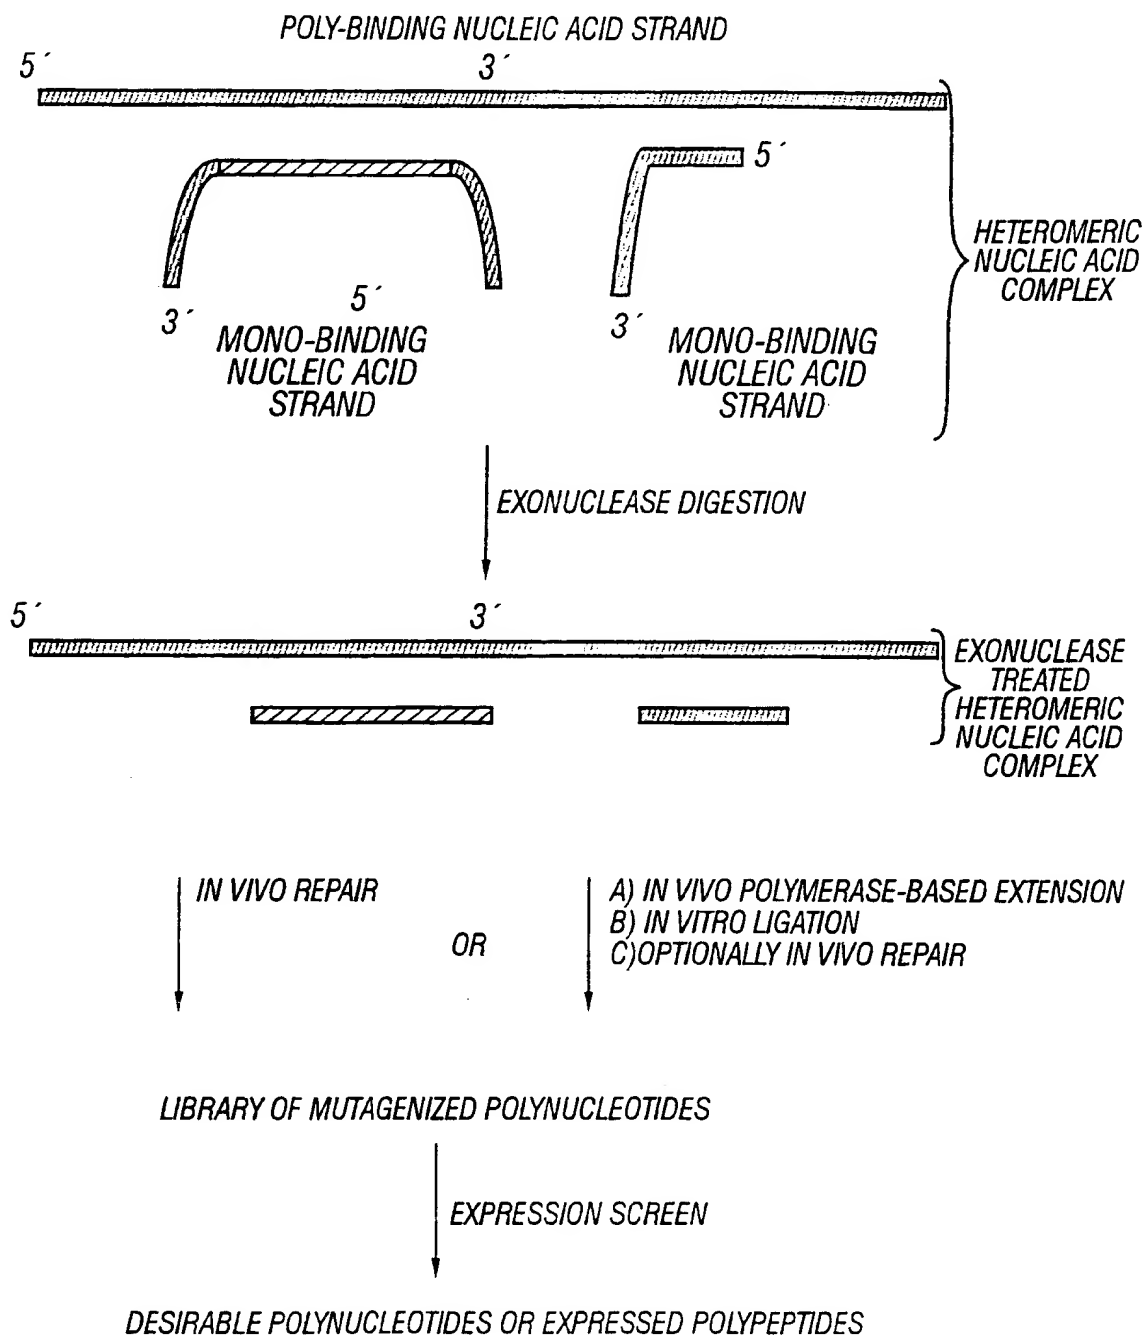 POLY-BINDING NUCLEIC ACID STRAND
5´
3´
5´
HETEROMERIC
NUCLEIC ACID
COMPLEX
3´
5´
3´
MONO-BINDING
NUCLEIC ACID
STRAND
MONO-BINDING
NUCLEIC ACID
STRAND
EXONUCLEASE DIGESTION
5´
3´
EXONUCLEASE
TREATED
HETEROMERIC
NUCLEIC ACID
COMPLEX
IN VIVO REPAIR
OR
A) IN VIVO POLYMERASE-BASED EXTENSION
B) IN VITRO LIGATION
C)OPTIONALLY IN VIVO REPAIR
LIBRARY OF MUTAGENIZED POLYNUCLEOTIDES
EXPRESSION SCREEN
DESIRABLE POLYNUCLEOTIDES OR EXPRESSED POLYPEPTIDES